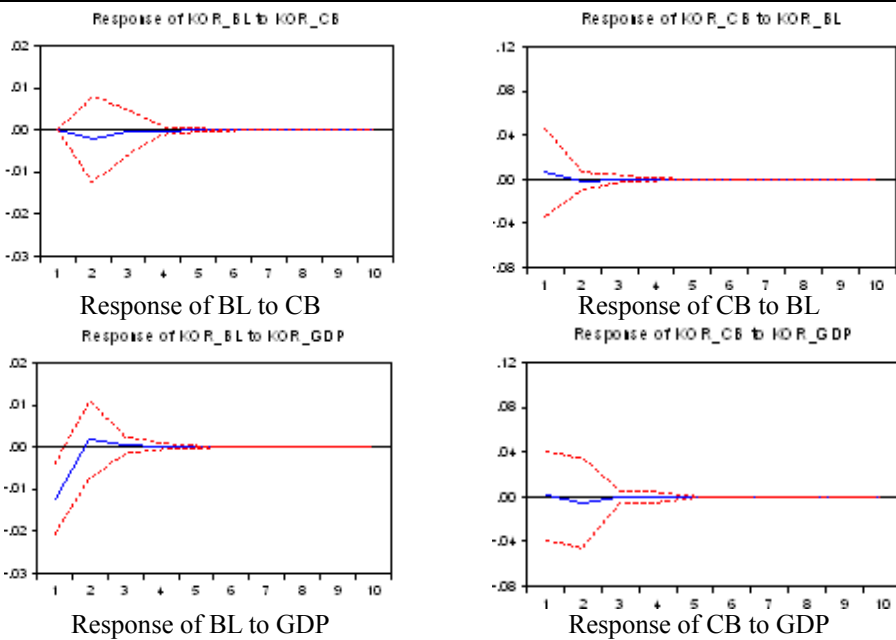 Response of KOR_BL to KOR_CB
.02
.01
.00
-.01
-.02
-.03
1 2 3 4 5 6 7 8 9 10
Response of BL to CB
Response of KOR_CB to KOR_BL
.12
.08
.04
.00
-.04
-.08
1 2 3 4 5 6 7 8 9 10
Response of CB to BL
Response of KOR_BL to KOR_GDP
.02
.01
.00
-.01
-.02
-.03
1 2 3 4 5 6 7 8 9 10
Response of BL to GDP
Response of KOR_CB to KOR_GDP
.12
.08
.04
.00
-.04
-.08
1 2 3 4 5 6 7 8 9 10
Response of CB to GDP